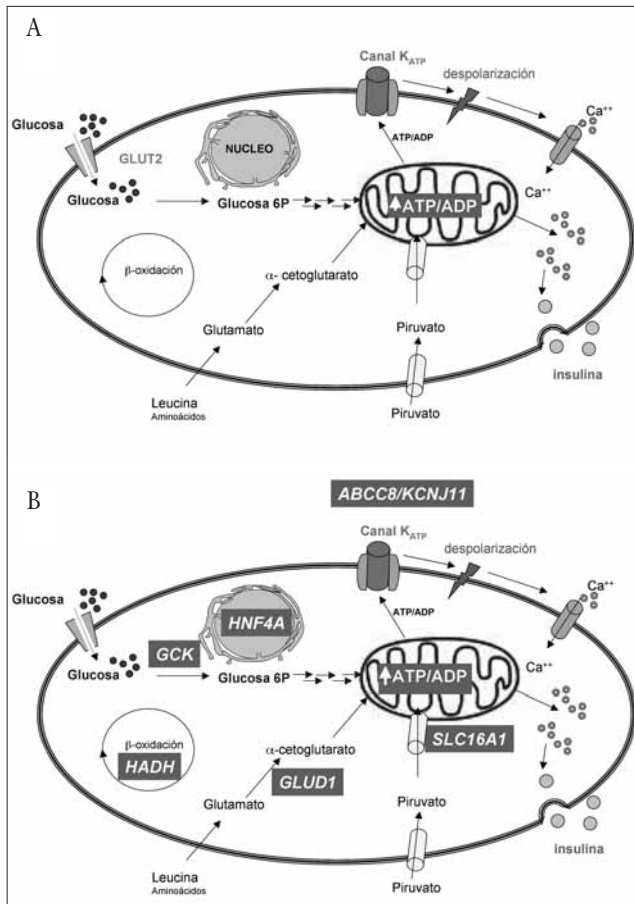 A
Canal K_ATP
despolarización
Ca⁺⁺
Glucosa
GLUT2
NUCLEO
ATP/ADP
Glucosa
Glucosa 6P
ATP/ADP
Ca⁺⁺
β-oxidación
α- cetoglutarato
Glutamato
Piruvato
insulina
Leucina
Aminoácidos
Piruvato
B
ABCC8/KCNJ11
Canal K_ATP
despolarización
Ca⁺⁺
Glucosa
HNF4A
ATP/ADP
GCK
Glucosa
Glucosa 6P
ATP/ADP
Ca⁺⁺
β-oxidación
HADH
α-cetoglutarato
SLC16A1
GLUD1
Glutamato
Piruvato
insulina
Leucina
Aminoácidos
Piruvato